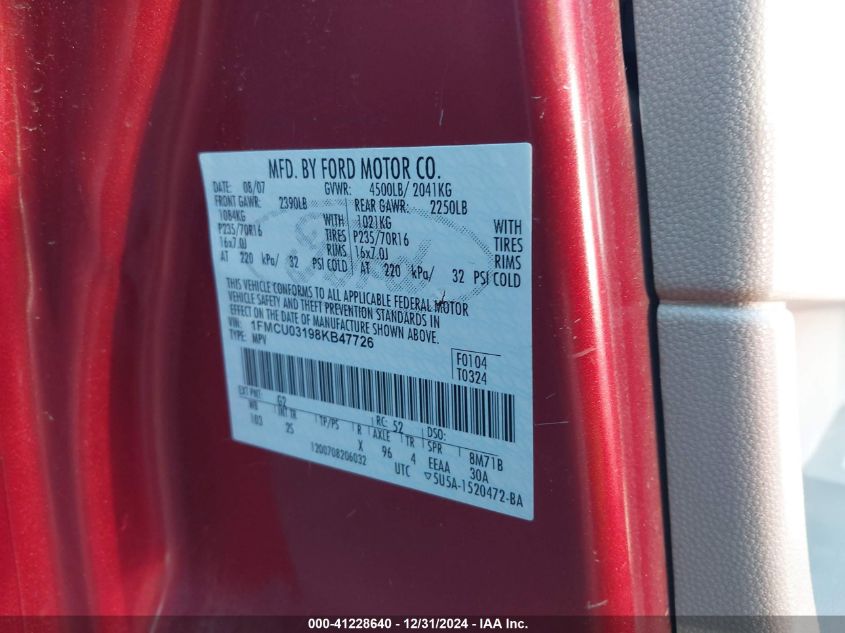 MFD. BY FORD MOTOR CO.
DATE: 08/07 GVWR: 4500LB/ 2041KG
FRONT GAWR: 2390LB REAR GAWR: 2250LB
1084KG WITH 1021KG WITH
P235/70R16 TIRES P235/70R16 TIRES
16x7.0J RIMS 16x7.0J RIMS
AT 220 kPa/ 32 PSI COLD AT 220 kPa/ 32 PSI COLD
THIS VEHICLE CONFORMS TO ALL APPLICABLE FEDERAL MOTOR
VEHICLE SAFETY AND THEFT PREVENTION STANDARDS IN
EFFECT ON THE DATE OF MANUFACTURE SHOWN ABOVE.
VIN: 1FMCU03198KB47726
TYPE: MPV
F0104
T0324
EXT PNT: G2 RC: 52 DSO:
WB INT TR TP/PS R AXLE TR SPR
103 25 X 96 4 EEAA 8M71B
30A
1200708206032 UTC ▽5U5A-1520472-BA
Ford
000-41228640 - 12/31/2024 - IAA Inc.